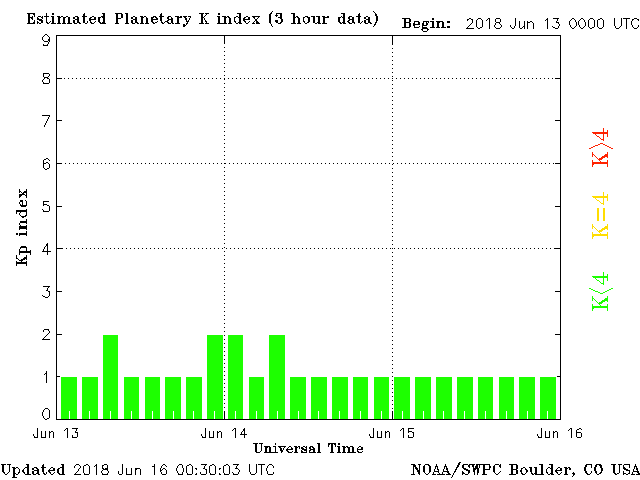 Estimated Planetary K index (3 hour data) Begin: 2018 Jun 13 0000 UTC
9
8
7
6
5
4
3
2
1
0
Kp index
K>4
K=4
K<4
Jun 13 Jun 14 Jun 15 Jun 16
Universal Time
Updated 2018 Jun 16 00:30:03 UTC NOAA/SWPC Boulder, CO USA